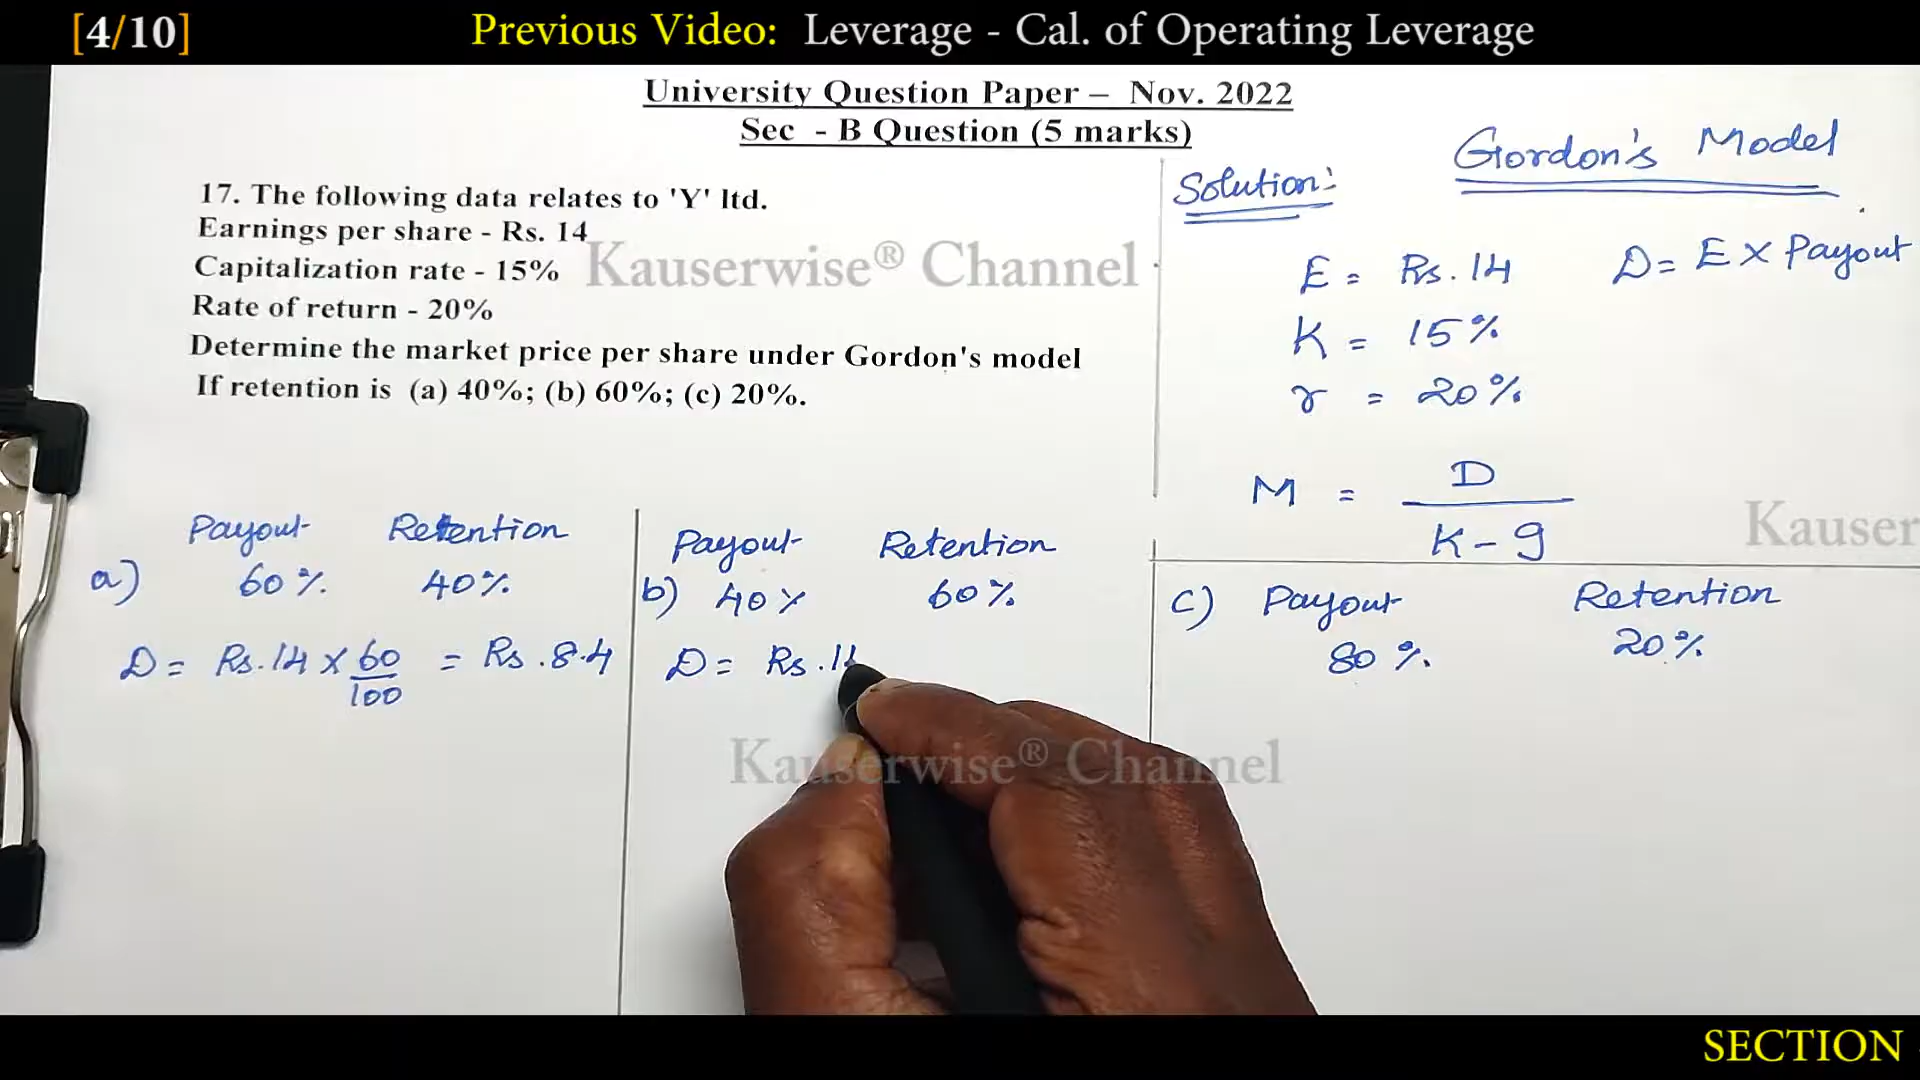 [4/10]
Previous Video: Leverage - Cal. of Operating Leverage
University Question Paper – Nov. 2022
Sec - B Question (5 marks)
17. The following data relates to 'Y' ltd.
Earnings per share - Rs. 14
Capitalization rate - 15%
Rate of return - 20%
Determine the market price per share under Gordon's model
If retention is (a) 40%; (b) 60%; (c) 20%.
Kauserwise® Channel
Solution:
Gordon's Model
E = Rs. 14
D = E × Payout
K = 15%
r = 20%
M = D
K - g
Kauser
a) Payout Retention
60% 40%
D = Rs. 14 × 60 = Rs. 8.4
100
b) Payout Retention
40% 60%
D = Rs.
c) Payout Retention
80% 20%
Kauserwise® Channel
SECTION